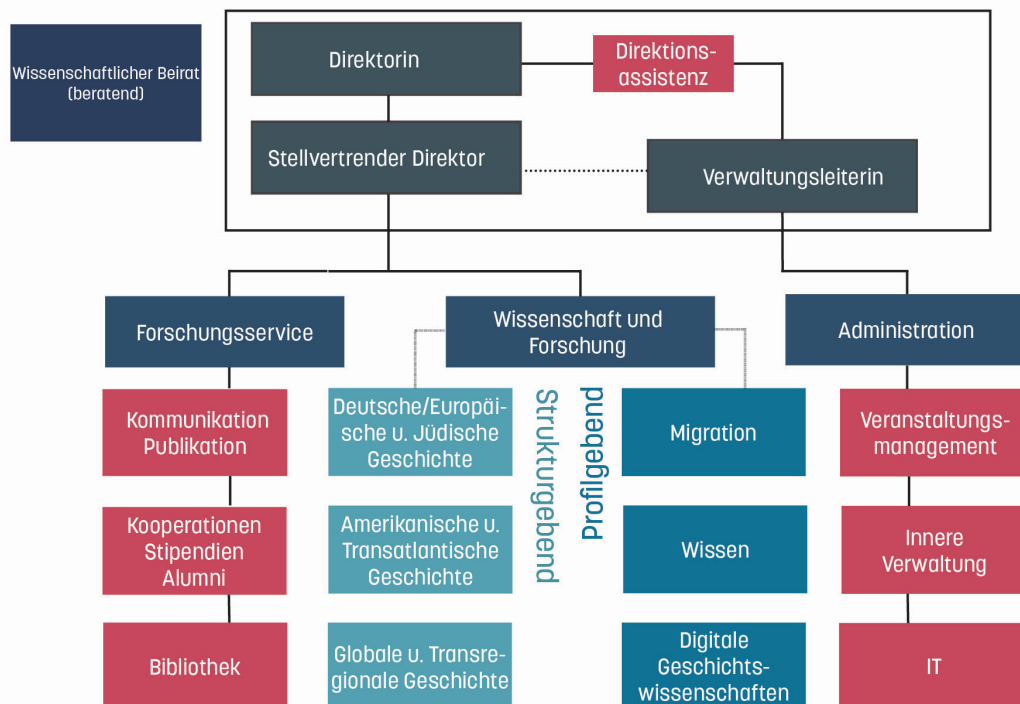 Wissenschaftlicher Beirat
(beratend)
Direktorin
Direktions-
assistenz
Stellvertrender Direktor
Verwaltungsleiterin
Forschungsservice
Wissenschaft und
Forschung
Administration
Kommunikation
Publikation
Deutsche/Europäi-
sche u. Jüdische
Geschichte
Strukturgebend
Profilgebend
Migration
Veranstaltungs-
management
Kooperationen
Stipendien
Alumni
Amerikanische u.
Transatlantische
Geschichte
Wissen
Innere
Verwaltung
Bibliothek
Globale u. Transre-
gionale Geschichte
Digitale
Geschichts-
wissenschaften
IT